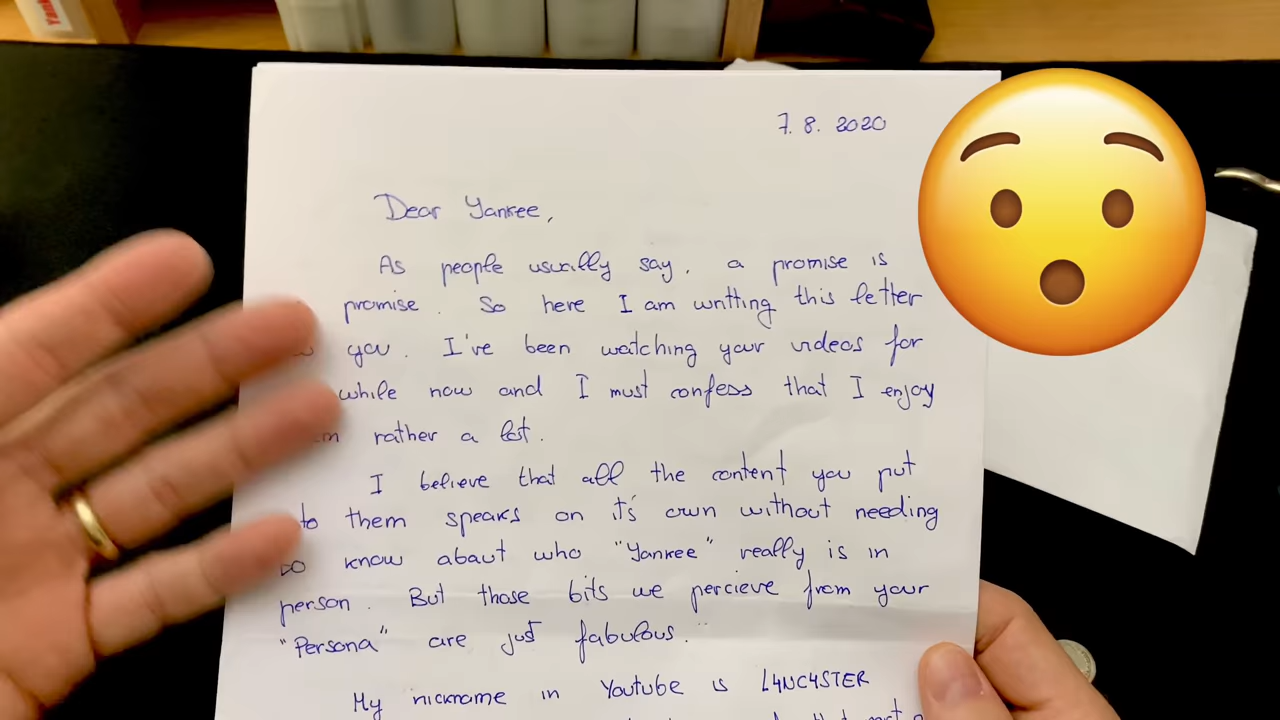 7. 8. 2020
Dear Yankee,
As people usually say, a promise is
promise. So here I am writting this letter
you. I've been watching your videos for
while now and I must confess that I enjoy
rather a lot.
I believe that all the content you put
to them speaks on it's own without needing
know about who "Yankee" really is in
person. But those bits we percieve from your
"Persona" are just fabulous.
My nickname in Youtube is L4NC4STER